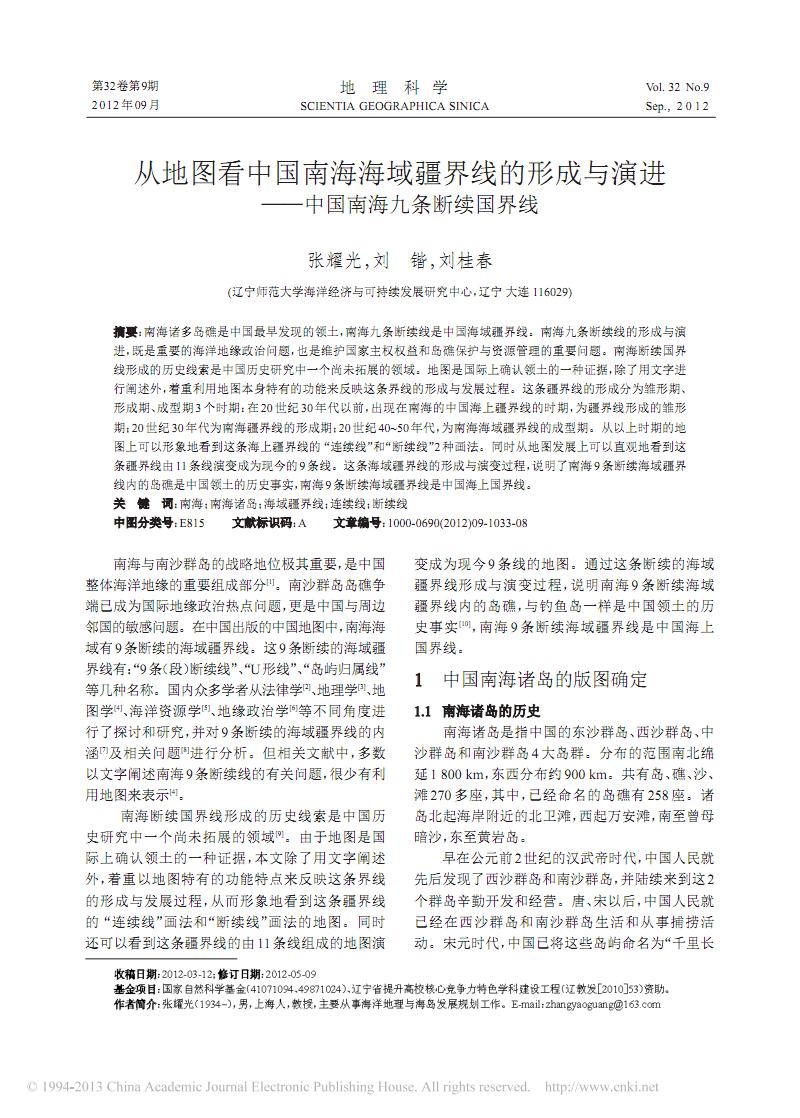 第32卷第9期
2012年09月
地 理 科 学
SCIENTIA GEOGRAPHICA SINICA
Vol. 32 No.9
Sep., 2 0 1 2
从地图看中国南海海域疆界线的形成与演进
——中国南海九条断续国界线
张耀光,刘 锴,刘桂春
(辽宁师范大学海洋经济与可持续发展研究中心,辽宁 大连 116029)
摘要:南海诸多岛礁是中国最早发现的领土,南海九条断续线是中国海域疆界线。南海九条断续线的形成与演
进,既是重要的海洋地缘政治问题,也是维护国家主权权益和岛礁保护与资源管理的重要问题。南海断续国界
线形成的历史线索是中国历史研究中一个尚未拓展的领域。地图是国际上确认领土的一种证据,除了用文字进
行阐述外,着重利用地图本身特有的功能来反映这条界线的形成与发展过程。这条疆界线的形成分为雏形期、
形成期、成型期3个时期:在20世纪30年代以前,出现在南海的中国海上疆界线的时期,为疆界线形成的雏形
期;20世纪30年代为南海疆界线的形成期;20世纪40~50年代,为南海海域疆界线的成型期。从以上时期的地
图上可以形象地看到这条海上疆界线的“连续线”和“断续线”2种画法。同时从地图发展上可以直观地看到这
条疆界线由11条线演变成为现今的9条线。这条海域疆界线的形成与演变过程,说明了南海9条断续海域疆界
线内的岛礁是中国领土的历史事实,南海9条断续海域疆界线是中国海上国界线。
关 键 词:南海;南海诸岛;海域疆界线;连续线;断续线
中图分类号:E815 文献标识码:A 文章编号:1000-0690(2012)09-1033-08
南海与南沙群岛的战略地位极其重要,是中国
整体海洋地缘的重要组成部分[1]。南沙群岛岛礁争
端已成为国际地缘政治热点问题,更是中国与周边
邻国的敏感问题。在中国出版的中国地图中,南海海
域有9条断续的海域疆界线。这9条断续的海域疆
界线有:“9条(段)断续线”、“U形线”、“岛屿归属线”
等几种名称。国内众多学者从法律学[2]、地理学[3]、地
图学[4]、海洋资源学[5]、地缘政治学[6]等不同角度进
行了探讨和研究,并对9条断续的海域疆界线的内
涵[7]及相关问题[8]进行分析。但相关文献中,多数
以文字阐述南海9条断续线的有关问题,很少有利
用地图来表示[4]。
南海断续国界线形成的历史线索是中国历
史研究中一个尚未拓展的领域[9]。由于地图是国
际上确认领土的一种证据,本文除了用文字阐述
外,着重以地图特有的功能特点来反映这条界线
的形成与发展过程,从而形象地看到这条疆界线
的 “连续线”画法和“断续线”画法的地图。同时
还可以看到这条疆界线的由11条线组成的地图演
变成为现今9条线的地图。通过这条断续的海域
疆界线形成与演变过程,说明南海9条断续海域
疆界线内的岛礁,与钓鱼岛一样是中国领土的历
史事实[10],南海9条断续海域疆界线是中国海上
国界线。
1 中国南海诸岛的版图确定
1.1 南海诸岛的历史
南海诸岛是指中国的东沙群岛、西沙群岛、中
沙群岛和南沙群岛4大岛群。分布的范围南北绵
延1 800 km,东西分布约900 km。共有岛、礁、沙、
滩270多座,其中,已经命名的岛礁有258座。诸
岛北起海岸附近的北卫滩,西起万安滩,南至曾母
暗沙,东至黄岩岛。
早在公元前2世纪的汉武帝时代,中国人民就
先后发现了西沙群岛和南沙群岛,并陆续来到这2
个群岛辛勤开发和经营。唐、宋以后,中国人民就
已经在西沙群岛和南沙群岛生活和从事捕捞活
动。宋元时代,中国已将这些岛屿命名为“千里长
收稿日期:2012-03-12;修订日期:2012-05-09
基金项目:国家自然科学基金(41071094、49871024)、辽宁省提升高校核心竞争力特色学科建设工程(辽教发[2010]53)资助。
作者简介:张耀光(1934-),男,上海人,教授,主要从事海洋地理与海岛发展规划工作。E-mail:zhangyaoguang@163.com
© 1994-2013 China Academic Journal Electronic Publishing House. All rights reserved. http://www.cnki.net